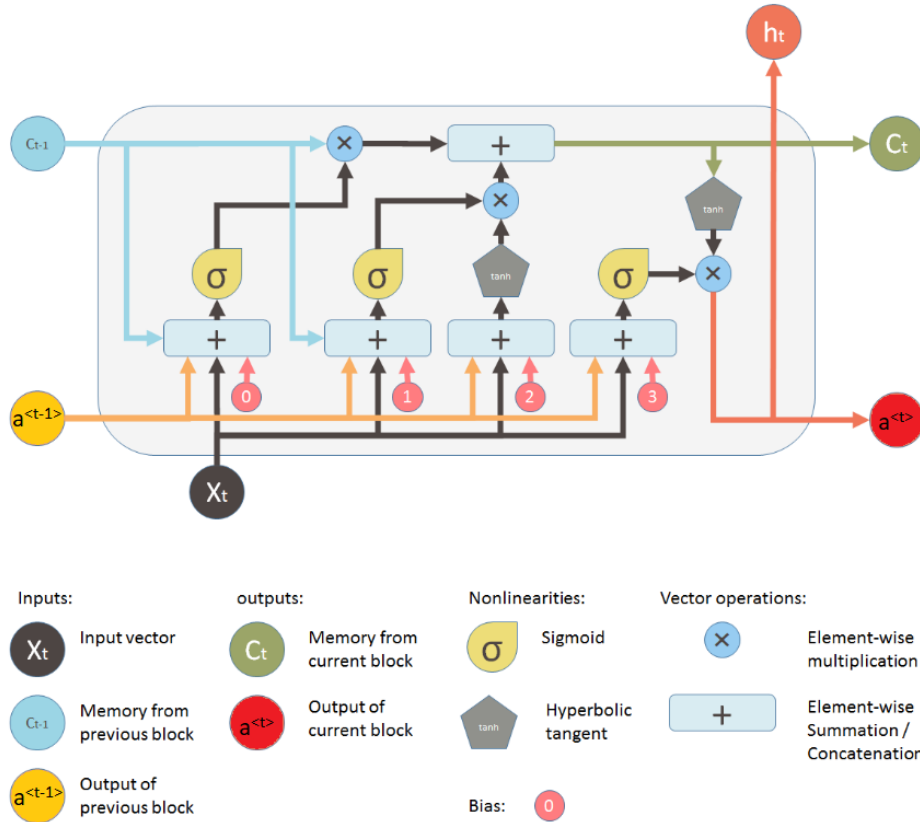 ht
Ct-1
×
+
Ct
×
tanh
tanh
σ
σ
σ
×
+
+
+
+
0
1
2
3
a<t-1>
a<t>
Xt
Inputs:
outputs:
Nonlinearities:
Vector operations:
Xt
Input vector
Ct
Memory from
current block
σ
Sigmoid
×
Element-wise
multiplication
Ct-1
Memory from
previous block
a<t>
Output of
current block
tanh
Hyperbolic
tangent
+
Element-wise
Summation /
Concatenation
a<t-1>
Output of
previous block
Bias:
0